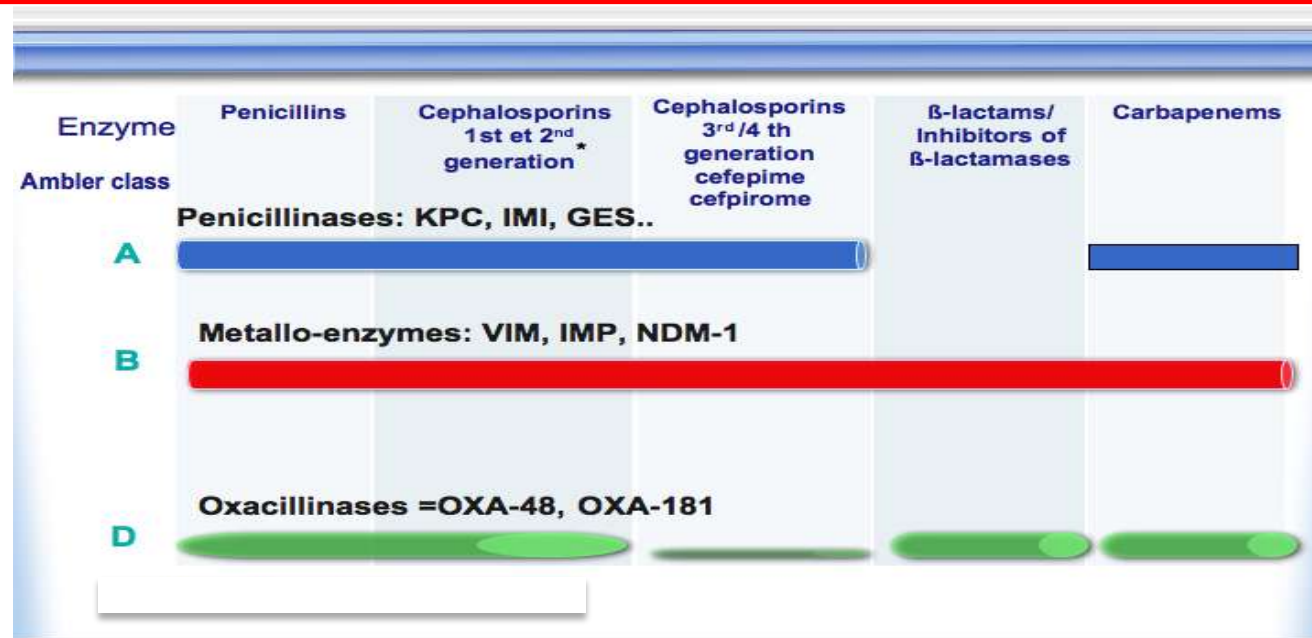 Enzyme
Ambler class
Penicillins
Cephalosporins
1st et 2nd *
generation
Cephalosporins
3rd /4 th
generation
cefepime
cefpirome
ß-lactams/
Inhibitors of
ß-lactamases
Carbapenems
Penicillinases: KPC, IMI, GES..
A
Metallo-enzymes: VIM, IMP, NDM-1
B
Oxacillinases =OXA-48, OXA-181
D